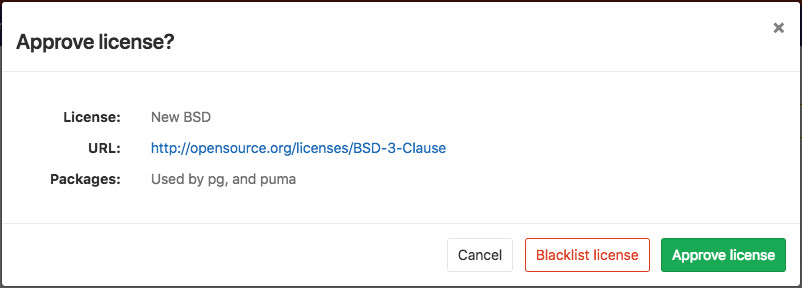 Approve license?
×
License: New BSD
URL: http://opensource.org/licenses/BSD-3-Clause
Packages: Used by pg, and puma
Cancel Blacklist license Approve license